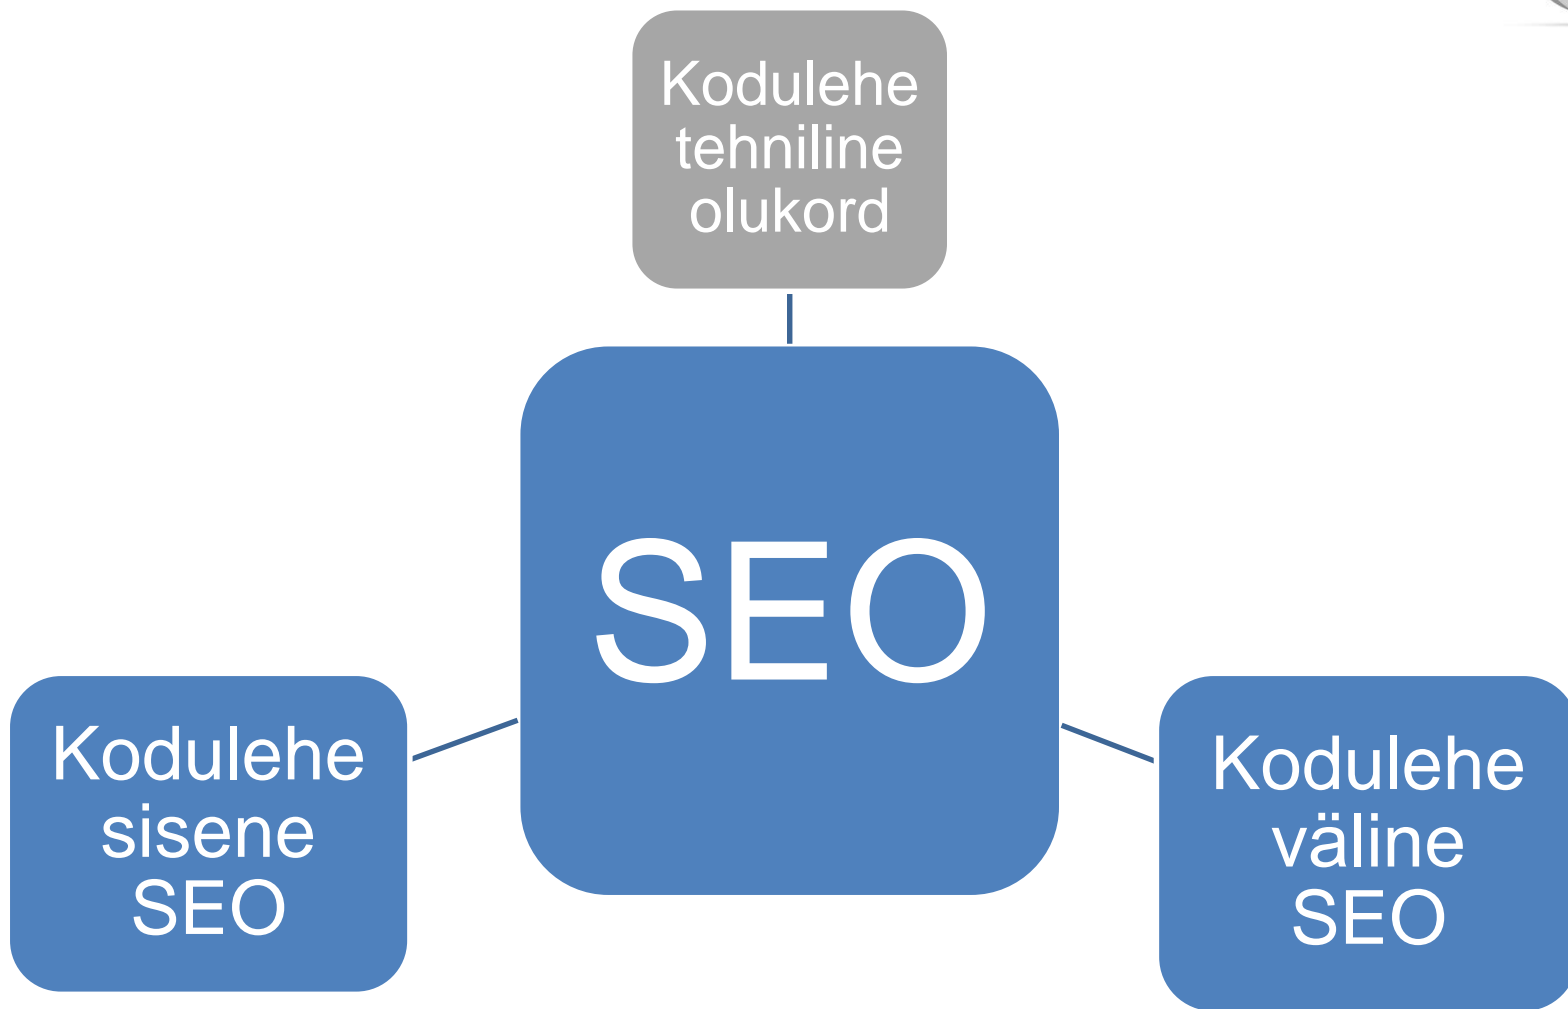 Kodulehe
tehniline
olukord
SEO
Kodulehe
sisene
SEO
Kodulehe
väline
SEO